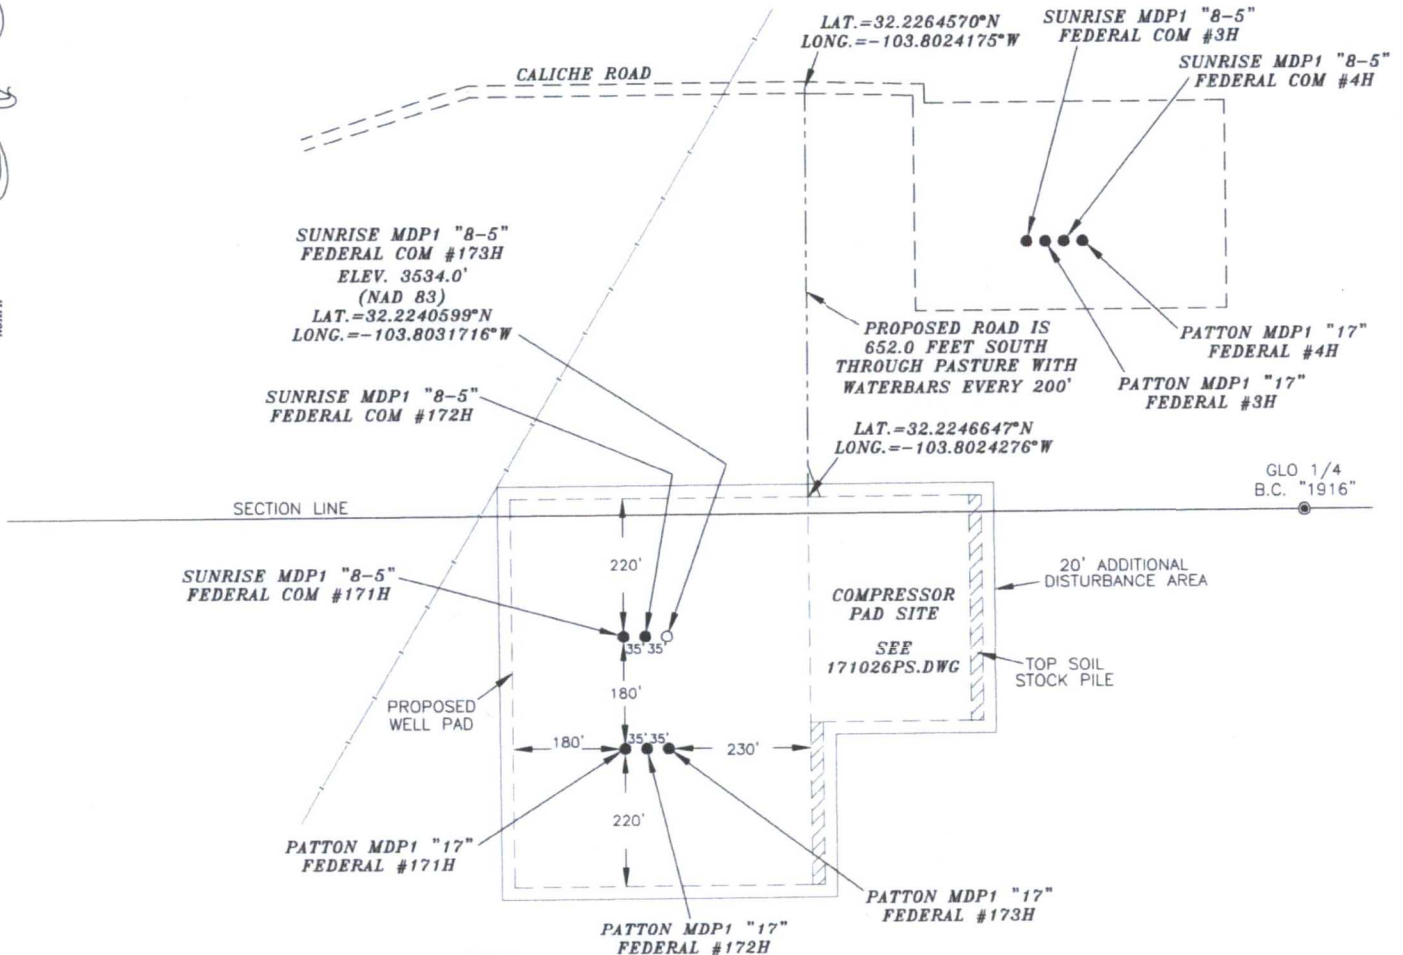 LAT.=32.2264570°N
LONG.=-103.8024175°W
SUNRISE MDP1 "8-5"
FEDERAL COM #3H
SUNRISE MDP1 "8-5"
FEDERAL COM #4H
CALICHE ROAD
SUNRISE MDP1 "8-5"
FEDERAL COM #173H
ELEV. 3534.0'
(NAD 83)
LAT.=32.2240599°N
LONG.=-103.8031716°W
PROPOSED ROAD IS
652.0 FEET SOUTH
THROUGH PASTURE WITH
WATERBARS EVERY 200'
PATTON MDP1 "17"
FEDERAL #4H
PATTON MDP1 "17"
FEDERAL #3H
SUNRISE MDP1 "8-5"
FEDERAL COM #172H
LAT.=32.2246647°N
LONG.=-103.8024276°W
GLO 1/4
B.C. "1916"
SECTION LINE
220'
SUNRISE MDP1 "8-5"
FEDERAL COM #171H
20' ADDITIONAL
DISTURBANCE AREA
COMPRESSOR
PAD SITE
SEE
171026PS.DWG
35' 35'
TOP SOIL
STOCK PILE
180'
PROPOSED
WELL PAD
180'
35' 35'
230'
220'
PATTON MDP1 "17"
FEDERAL #171H
PATTON MDP1 "17"
FEDERAL #173H
PATTON MDP1 "17"
FEDERAL #172H